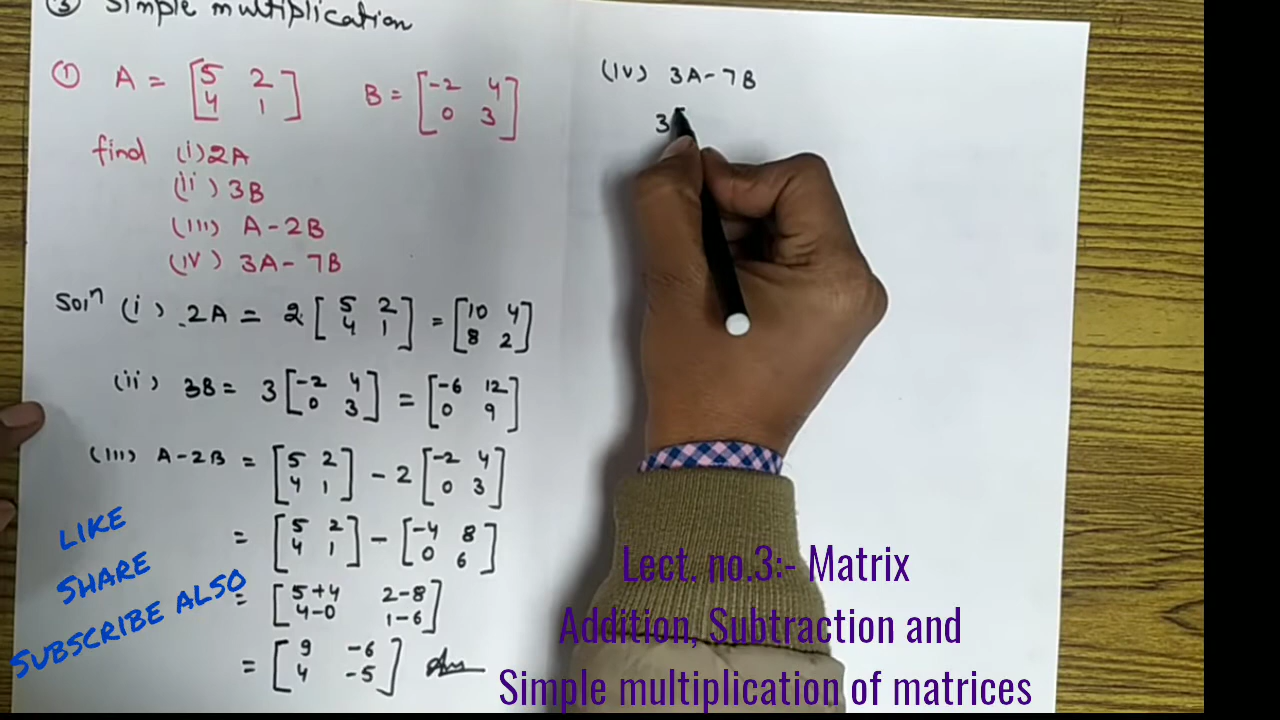 ③ Simple multiplication
① A = [5 2 4 1] B = [-2 4 0 3]
find (i) 2A
(ii) 3B
(III) A-2B
(IV) 3A-7B
Solⁿ (i) 2A = 2[5 2 4 1] = [10 4 8 2]
(ii) 3B = 3[-2 4 0 3] = [-6 12 0 9]
(III) A-2B = [5 2 4 1] - 2[-2 4 0 3]
= [5 2 4 1] - [-4 8 0 6]
= [5+4 2-8 4-0 1-6]
= [9 -6 4 -5] Ans
(IV) 3A-7B
3
LIKE
SHARE
SUBSCRIBE ALSO
Lect. no.3:- Matrix
Addition, Subtraction and
Simple multiplication of matrices